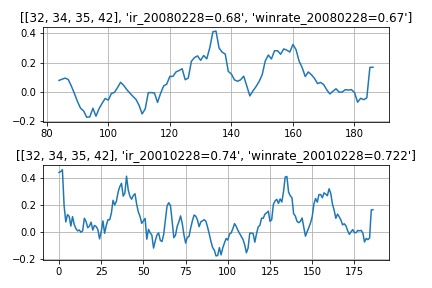 [[32, 34, 35, 42], 'ir_20080228=0.68', 'winrate_20080228=0.67']
0.4
0.2
0.0
−0.2
80 100 120 140 160 180
[[32, 34, 35, 42], 'ir_20010228=0.74', 'winrate_20010228=0.722']
0.4
0.2
0.0
−0.2
0 25 50 75 100 125 150 175